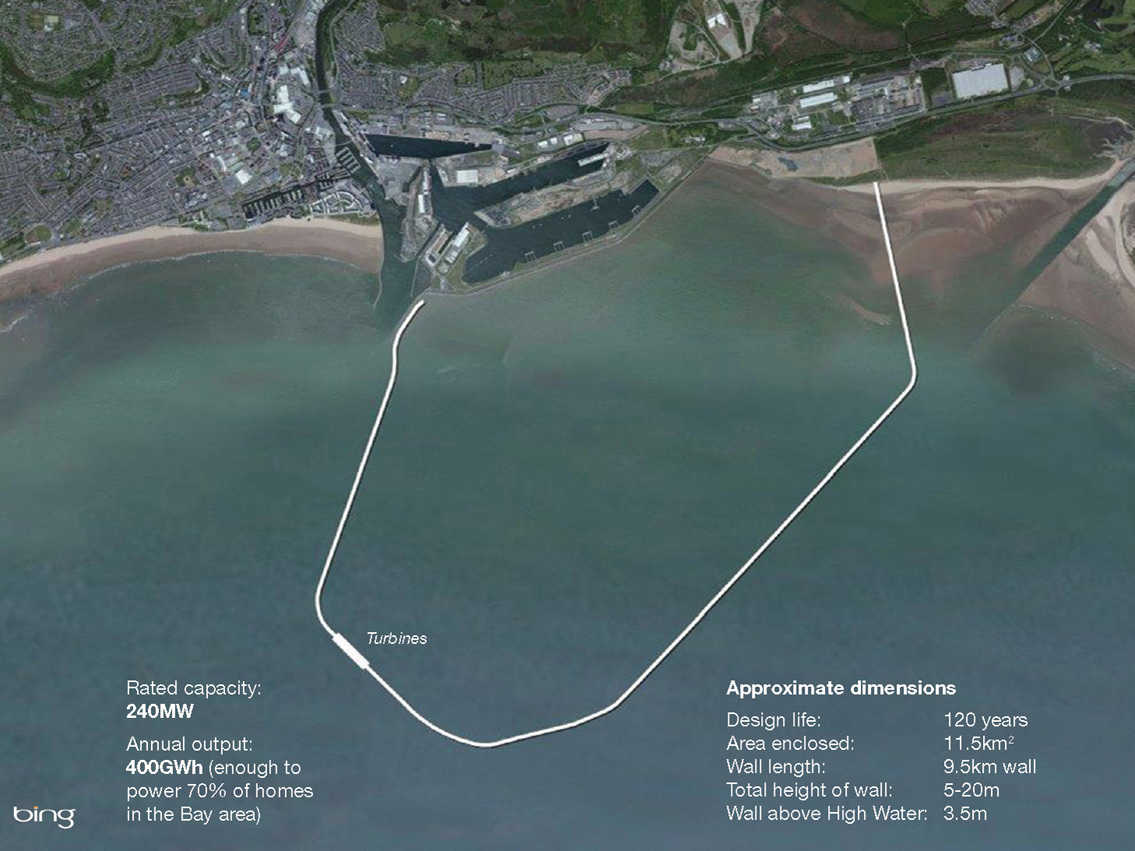 Turbines
Rated capacity:
240MW
Annual output:
400GWh (enough to
power 70% of homes
in the Bay area)
Approximate dimensions
Design life: 120 years
Area enclosed: 11.5km²
Wall length: 9.5km wall
Total height of wall: 5-20m
Wall above High Water: 3.5m
bing